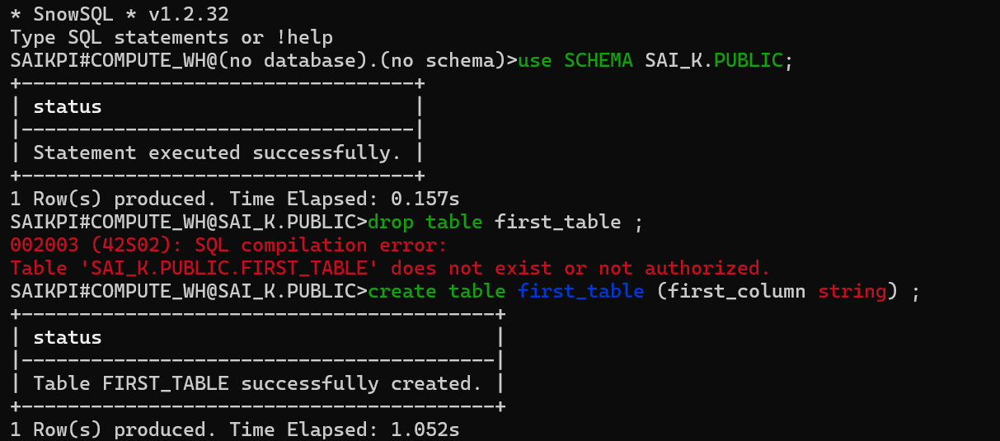 * SnowSQL * v1.2.32
Type SQL statements or !help
SAIKPI#COMPUTE_WH@(no database).(no schema)>use SCHEMA SAI_K.PUBLIC;
+----------------------------------+
| status                           |
|----------------------------------|
| Statement executed successfully. |
+----------------------------------+
1 Row(s) produced. Time Elapsed: 0.157s
SAIKPI#COMPUTE_WH@SAI_K.PUBLIC>drop table first_table ;
002003 (42S02): SQL compilation error:
Table 'SAI_K.PUBLIC.FIRST_TABLE' does not exist or not authorized.
SAIKPI#COMPUTE_WH@SAI_K.PUBLIC>create table first_table (first_column string) ;
+-----------------------------------------+
| status                                  |
|-----------------------------------------|
| Table FIRST_TABLE successfully created. |
+-----------------------------------------+
1 Row(s) produced. Time Elapsed: 1.052s